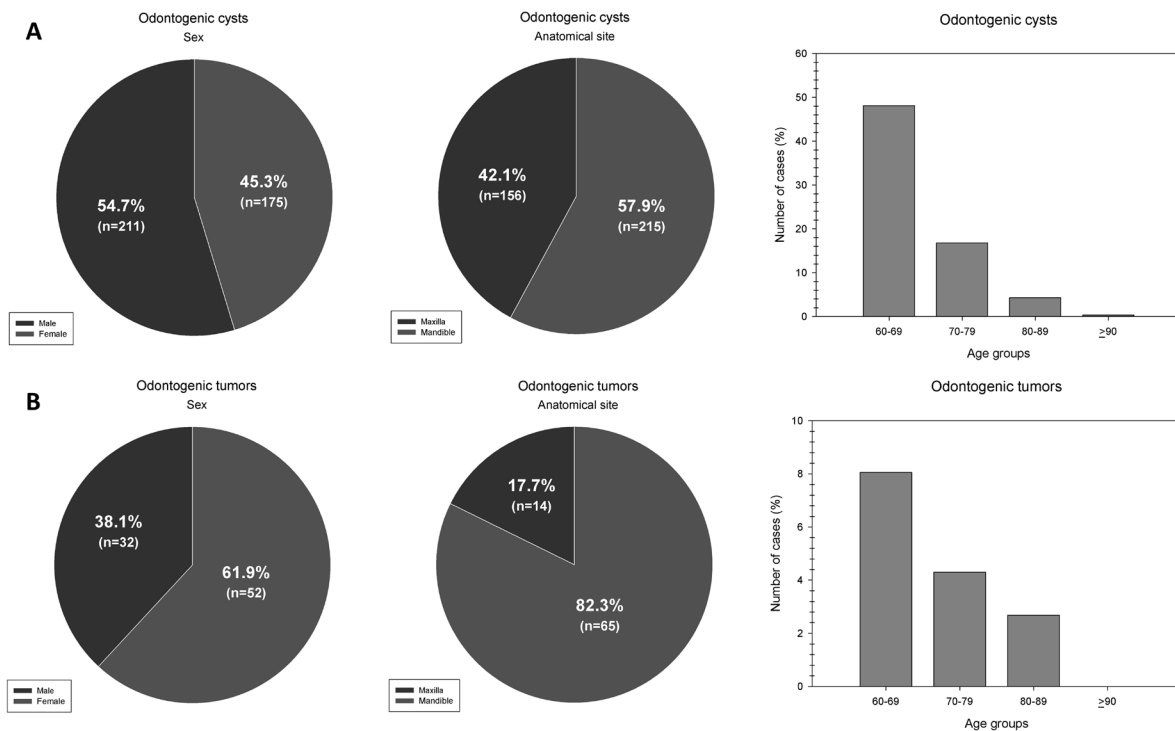 A
Odontogenic cysts
Sex
54.7%
(n=211)
45.3%
(n=175)
Male
Female
Odontogenic cysts
Anatomical site
42.1%
(n=156)
57.9%
(n=215)
Maxilla
Mandible
Odontogenic cysts
Number of cases (%)
60
50
40
30
20
10
0
60-69 70-79 80-89 ≥90
Age groups
B
Odontogenic tumors
Sex
38.1%
(n=32)
61.9%
(n=52)
Male
Female
Odontogenic tumors
Anatomical site
17.7%
(n=14)
82.3%
(n=65)
Maxilla
Mandible
Odontogenic tumors
Number of cases (%)
10
8
6
4
2
0
60-69 70-79 80-89 ≥90
Age groups